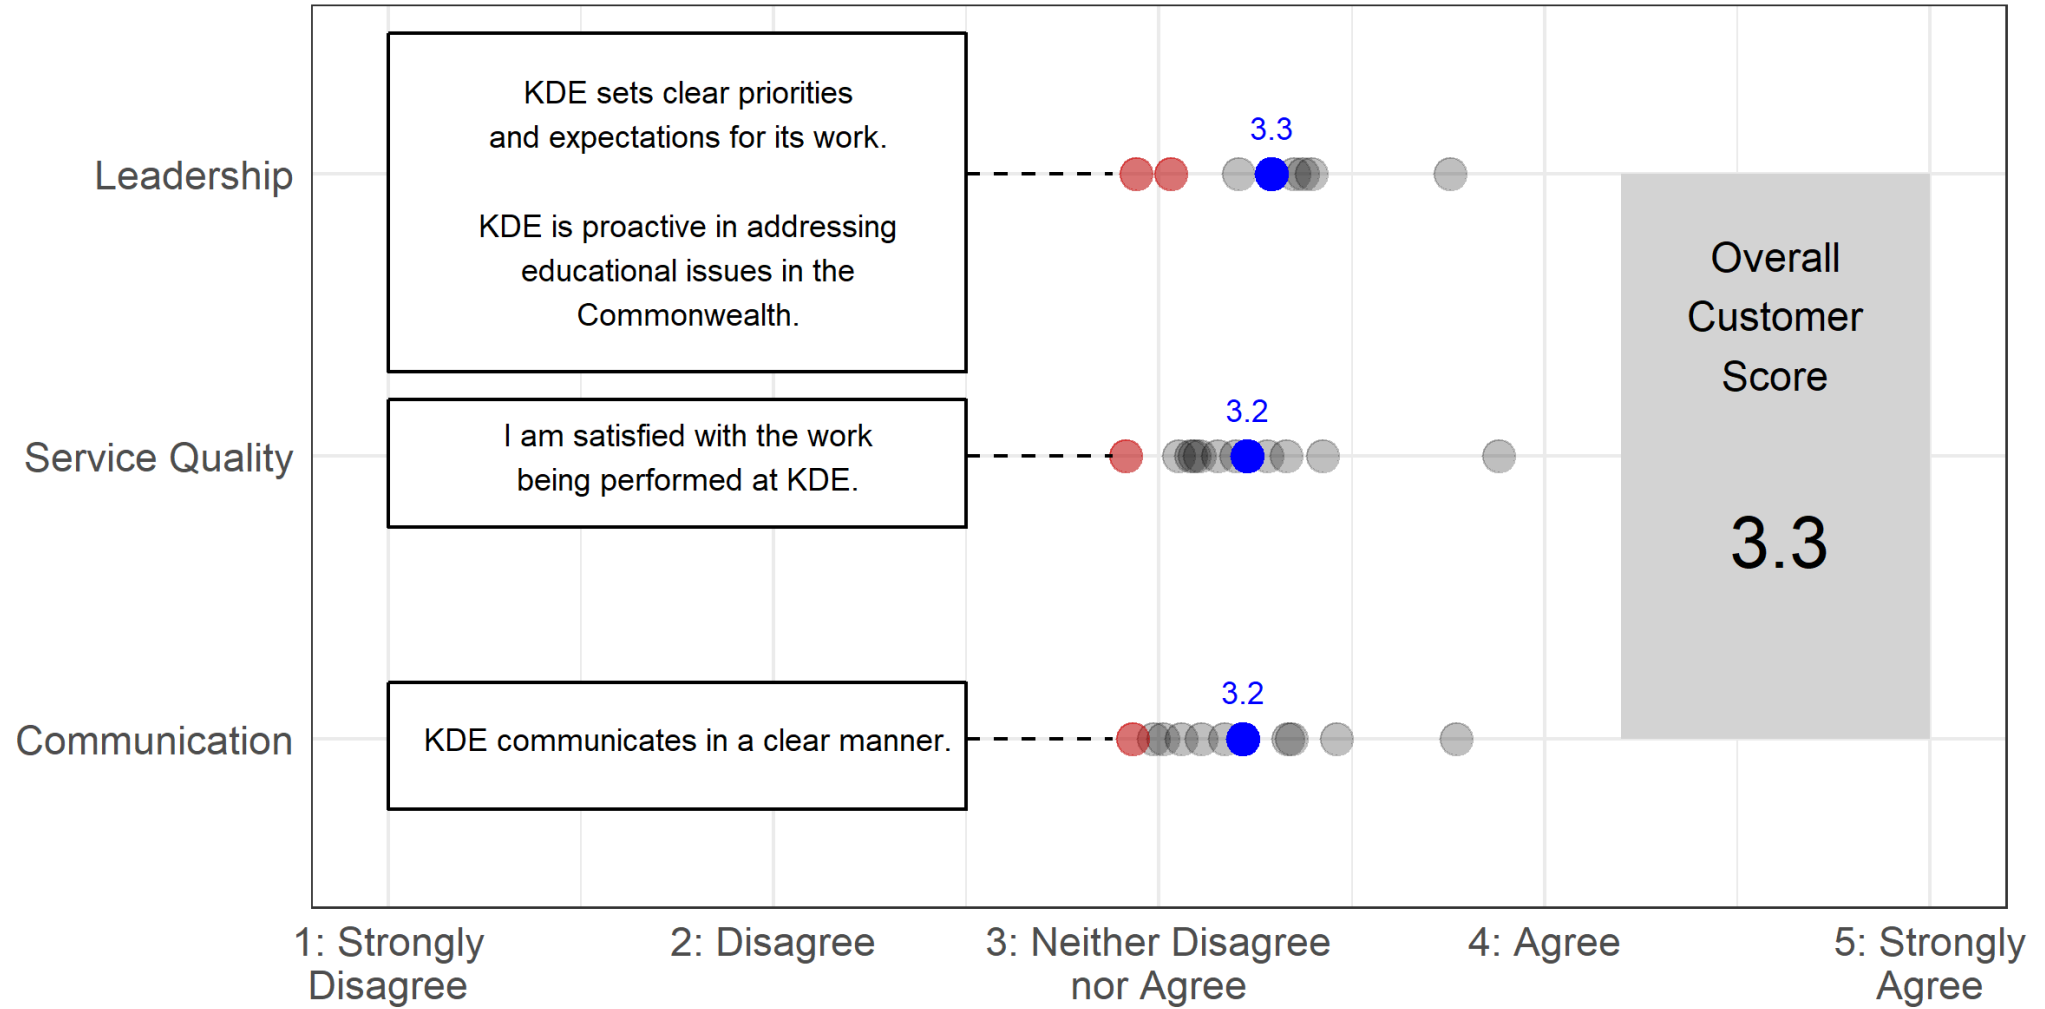 KDE sets clear priorities
and expectations for its work.
KDE is proactive in addressing
educational issues in the
Commonwealth.
Leadership
3.3
Overall
Customer
Score
3.3
I am satisfied with the work
being performed at KDE.
Service Quality
3.2
KDE communicates in a clear manner.
Communication
3.2
1: Strongly
Disagree
2: Disagree
3: Neither Disagree
nor Agree
4: Agree
5: Strongly
Agree